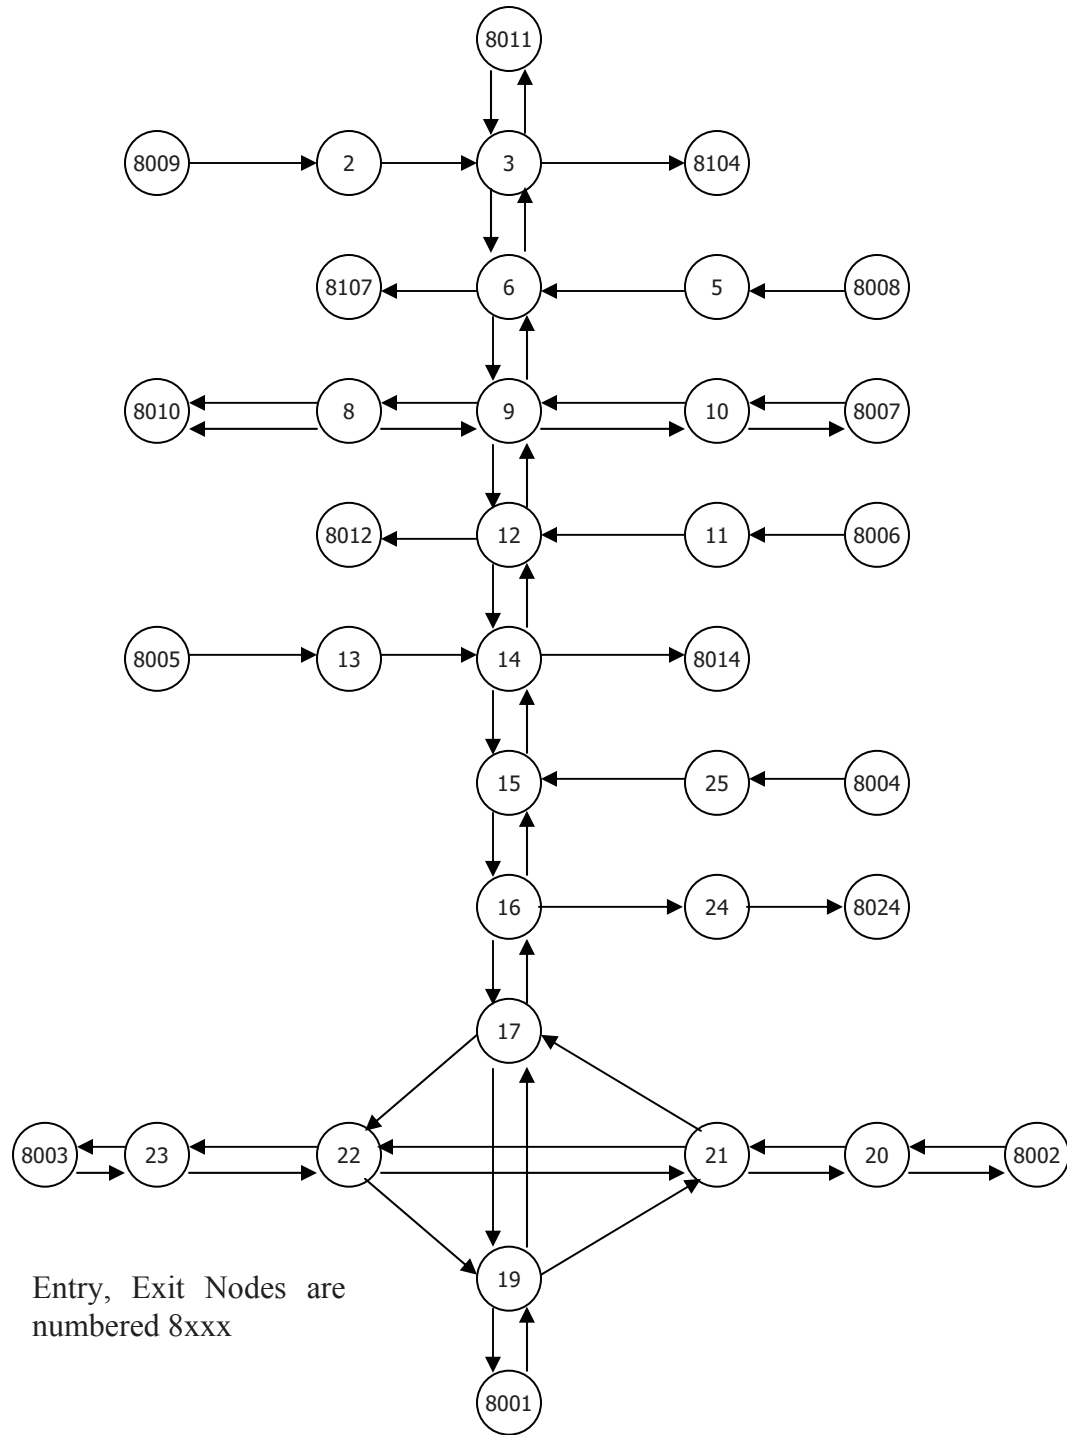 8011
8009 2 3 8104
8107 6 5 8008
8010 8 9 10 8007
8012 12 11 8006
8005 13 14 8014
15 25 8004
16 24 8024
17
8003 23 22 21 20 8002
19
Entry, Exit Nodes are
numbered 8xxx
8001